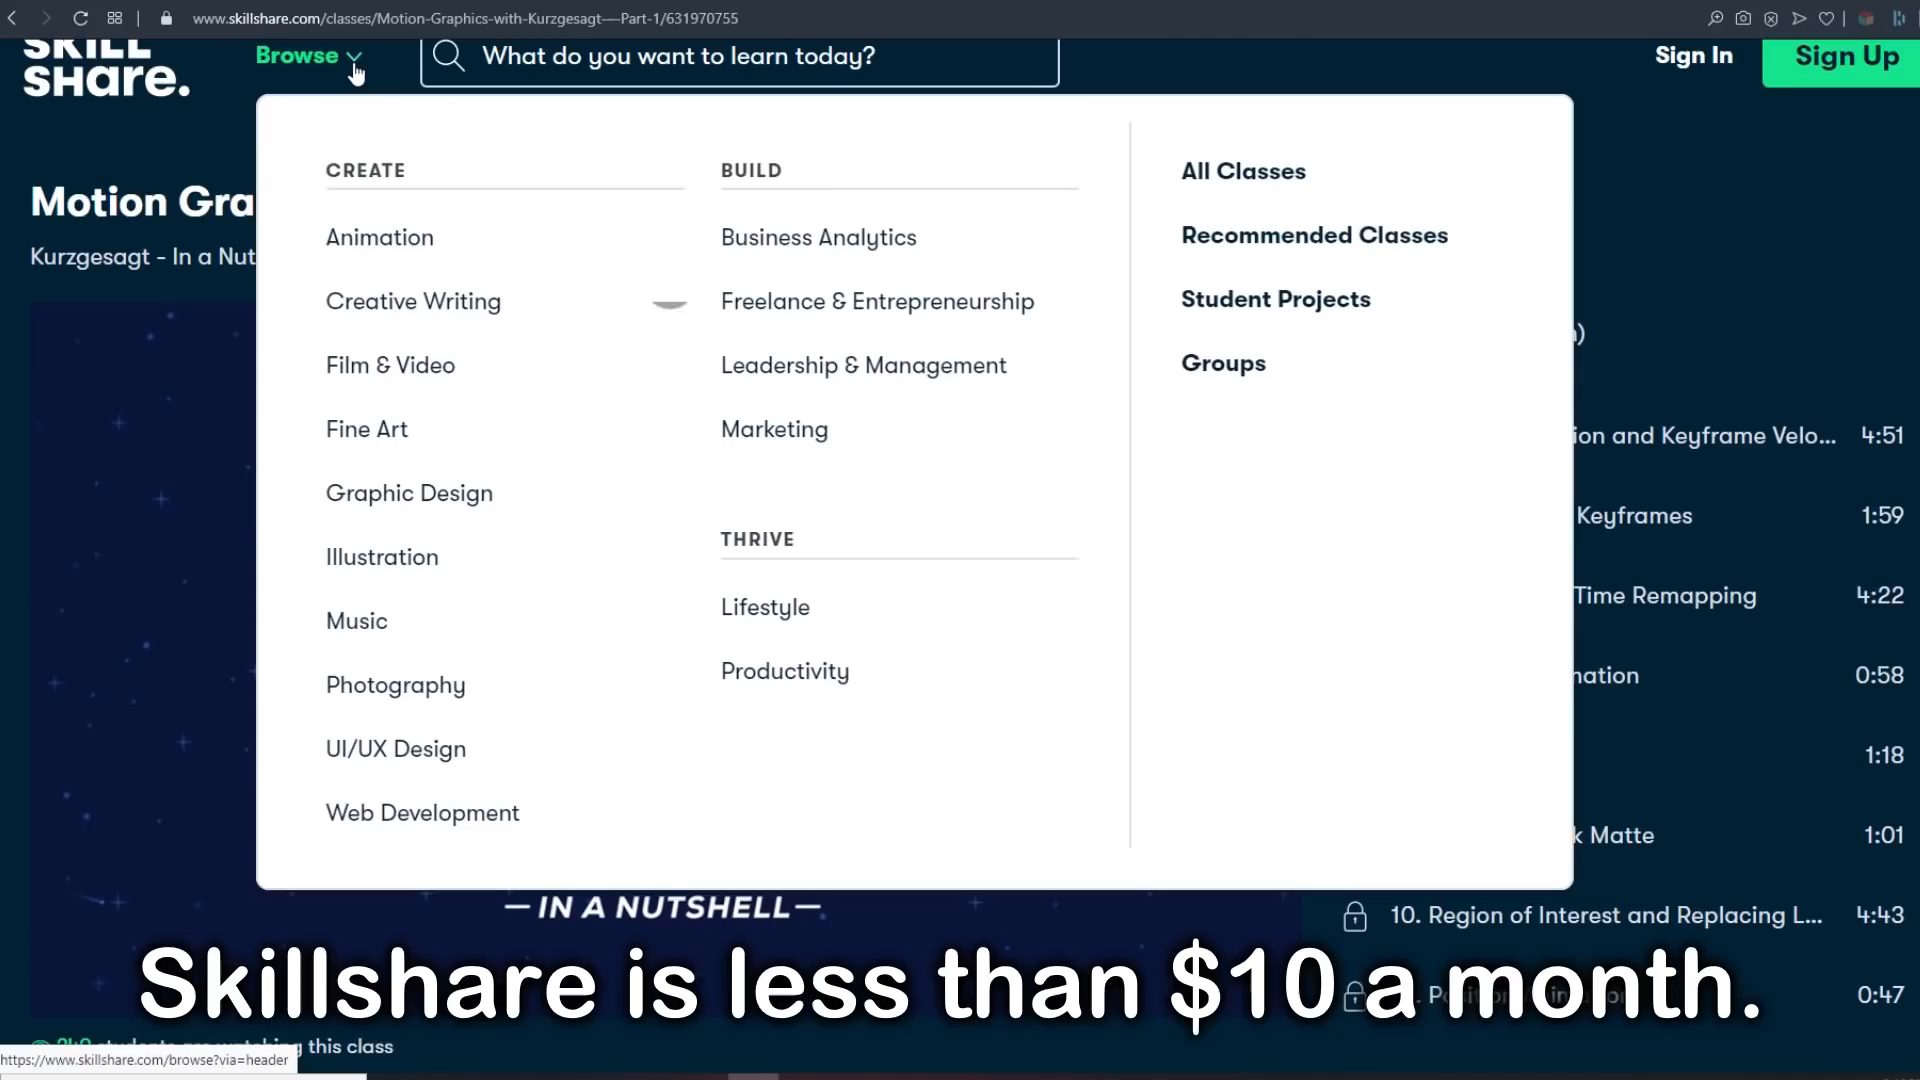 www.skillshare.com/classes/Motion-Graphics-with-Kurzgesagt-—Part-1/631970755
SKILL
SHare.
Browse
What do you want to learn today?
Sign In
Sign Up
Motion Gra
Kurzgesagt - In a Nut
CREATE
Animation
Creative Writing
Film & Video
Fine Art
Graphic Design
Illustration
Music
Photography
UI/UX Design
Web Development
BUILD
Business Analytics
Freelance & Entrepreneurship
Leadership & Management
Marketing
THRIVE
Lifestyle
Productivity
All Classes
Recommended Classes
Student Projects
Groups
ion and Keyframe Velo... 4:51
Keyframes 1:59
Time Remapping 4:22
nation 0:58
1:18
k Matte 1:01
10. Region of Interest and Replacing L... 4:43
0:47
— IN A NUTSHELL —
Skillshare is less than $10 a month.
watching this class
https://www.skillshare.com/browse?via=header